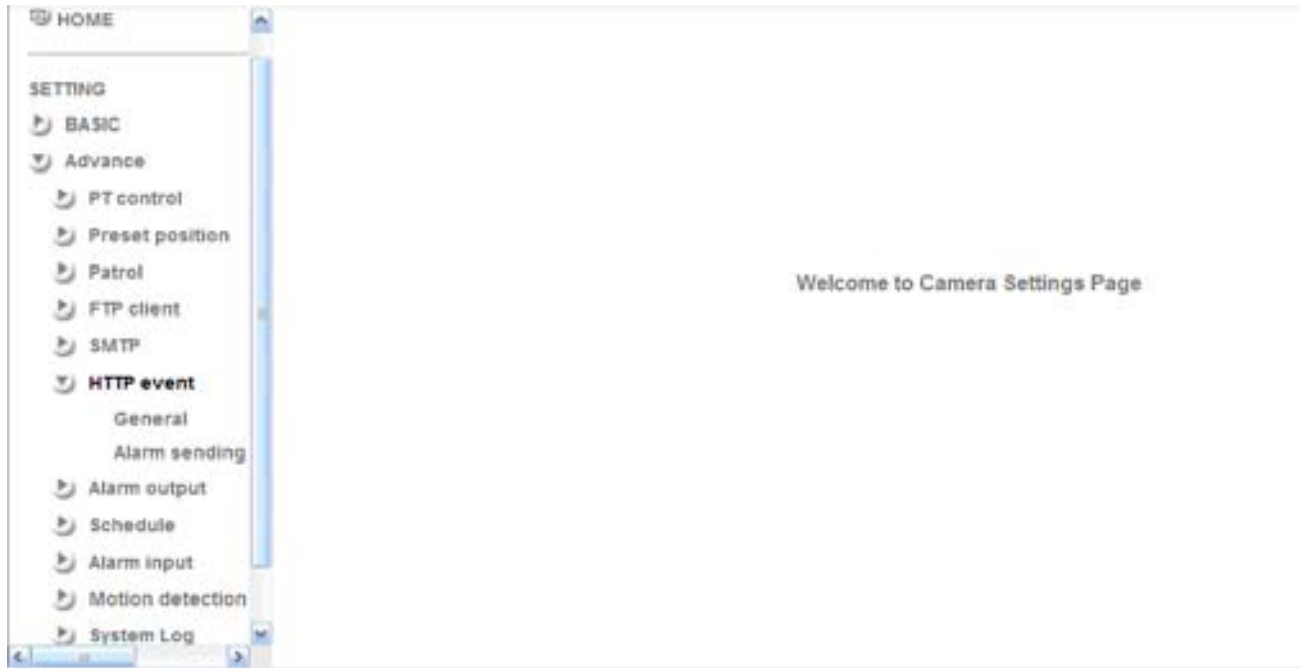 HOME
SETTING
BASIC
Advance
PT control
Preset position
Patrol
FTP client
SMTP
HTTP event
General
Alarm sending
Alarm output
Schedule
Alarm input
Motion detection
System Log
Welcome to Camera Settings Page